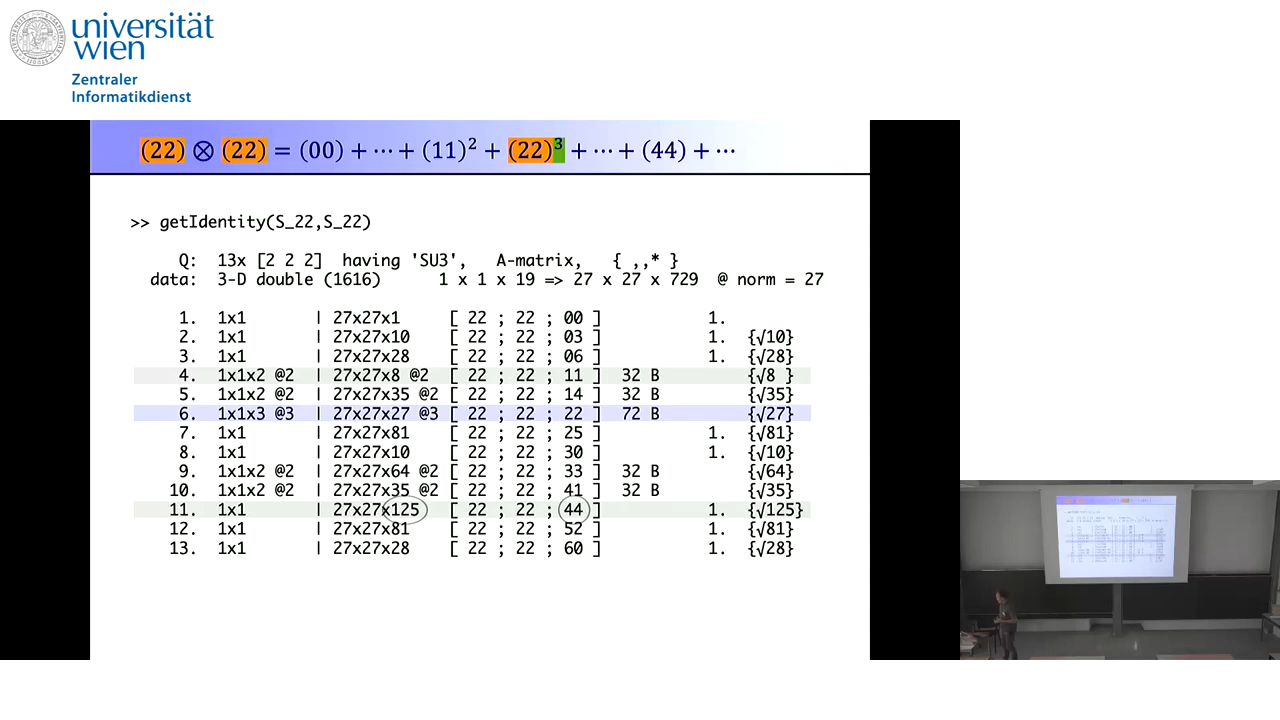 universität
wien
Zentraler
Informatikdienst
(22) ⊗ (22) = (00) + ⋯ + (11)² + (22)³ + ⋯ + (44) + ⋯
>> getIdentity(S_22,S_22)
Q: 13x [2 2 2] having 'SU3', A-matrix, { ,,* }
data: 3-D double (1616) 1 x 1 x 19 => 27 x 27 x 729 @ norm = 27
1. 1x1 | 27x27x1 [ 22 ; 22 ; 00 ] 1.
2. 1x1 | 27x27x10 [ 22 ; 22 ; 03 ] 1. {√10}
3. 1x1 | 27x27x28 [ 22 ; 22 ; 06 ] 1. {√28}
4. 1x1x2 @2 | 27x27x8 @2 [ 22 ; 22 ; 11 ] 32 B {√8 }
5. 1x1x2 @2 | 27x27x35 @2 [ 22 ; 22 ; 14 ] 32 B {√35}
6. 1x1x3 @3 | 27x27x27 @3 [ 22 ; 22 ; 22 ] 72 B {√27}
7. 1x1 | 27x27x81 [ 22 ; 22 ; 25 ] 1. {√81}
8. 1x1 | 27x27x10 [ 22 ; 22 ; 30 ] 1. {√10}
9. 1x1x2 @2 | 27x27x64 @2 [ 22 ; 22 ; 33 ] 32 B {√64}
10. 1x1x2 @2 | 27x27x35 @2 [ 22 ; 22 ; 41 ] 32 B {√35}
11. 1x1 | 27x27x125 [ 22 ; 22 ; 44 ] 1. {√125}
12. 1x1 | 27x27x81 [ 22 ; 22 ; 52 ] 1. {√81}
13. 1x1 | 27x27x28 [ 22 ; 22 ; 60 ] 1. {√28}